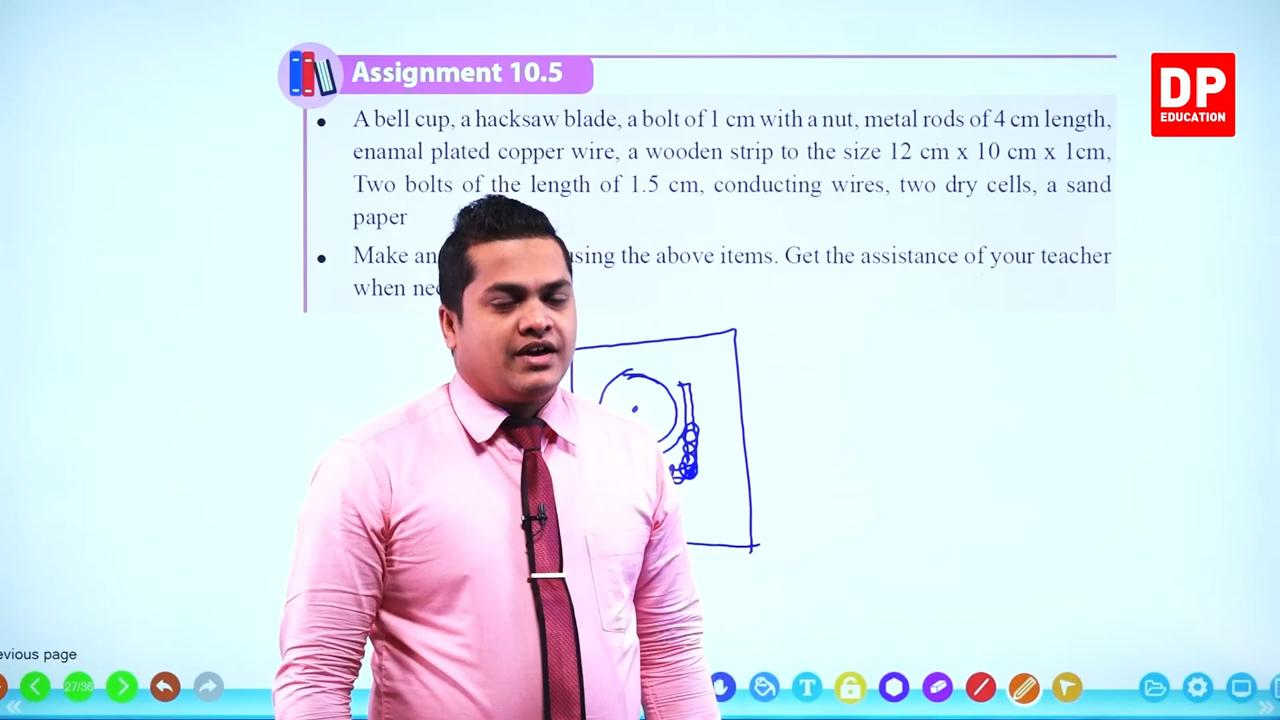 Assignment 10.5
DP
EDUCATION
• A bell cup, a hacksaw blade, a bolt of 1 cm with a nut, metal rods of 4 cm length,
enamal plated copper wire, a wooden strip to the size 12 cm x 10 cm x 1cm,
Two bolts of the length of 1.5 cm, conducting wires, two dry cells, a sand
paper
• Make an sing the above items. Get the assistance of your teacher
when
evious page
27/36
T